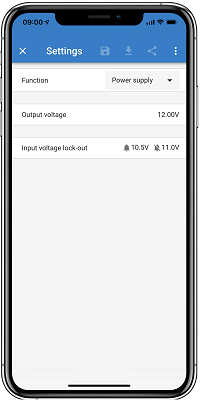 09:00
Settings
Function
Power supply
Output voltage
12.00V
Input voltage lock-out
10.5V
11.0V